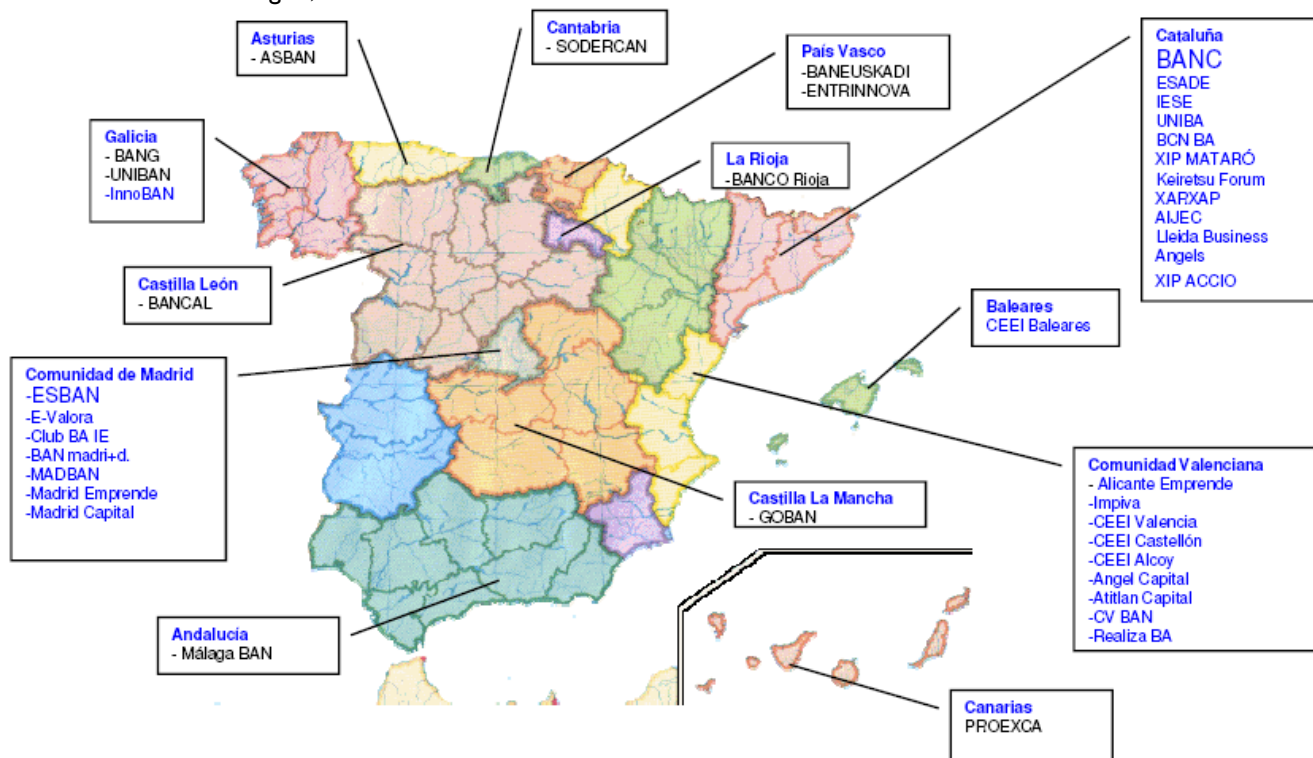 Asturias
- ASBAN
Cantabria
- SODERCAN
País Vasco
-BANEUSKADI
-ENTRINNOVA
Cataluña
BANC
ESADE
IESE
UNIBA
BCN BA
XIP MATARÓ
Keiretsu Forum
XARXAP
AIJEC
Lleida Business
Angels
XIP ACCIO
Galicia
- BANG
-UNIBAN
-InnoBAN
La Rioja
-BANCO Rioja
Castilla León
- BANCAL
Baleares
CEEI Baleares
Comunidad de Madrid
-ESBAN
-E-Valora
-Club BA IE
-BAN madri+d.
-MADBAN
-Madrid Emprende
-Madrid Capital
Castilla La Mancha
- GOBAN
Comunidad Valenciana
- Alicante Emprende
-Impiva
-CEEI Valencia
-CEEI Castellón
-CEEI Alcoy
-Angel Capital
-Atitlan Capital
-CV BAN
-Realiza BA
Andalucía
- Málaga BAN
Canarias
PROEXCA